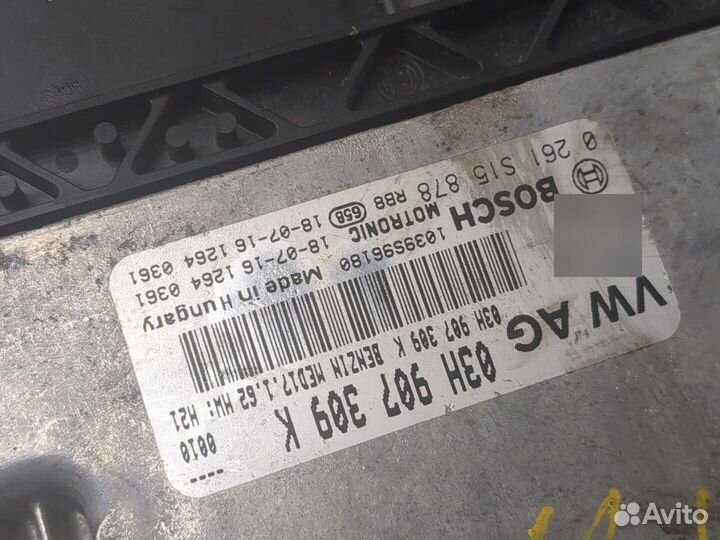 ----
VW AG 03H 907 309 K 0010
03H 907 309 K BENZIN MED17.1.62 HW: H21
1039S96180 Made in Hungary
BOSCH MOTRONIC 18-07-16 1264 0361
0 261 S15 878 RB8 65B 18-07-16 1264 0361
Avito